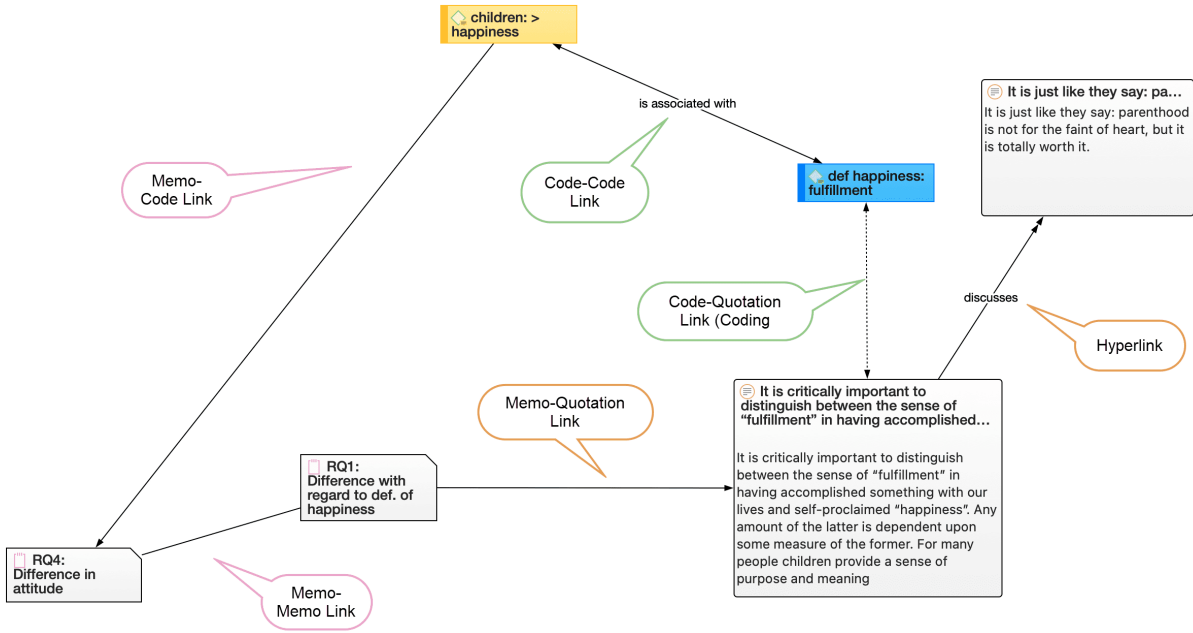 children: >
happiness
is associated with
It is just like they say: pa...
It is just like they say: parenthood
is not for the faint of heart, but it
is totally worth it.
Memo-
Code Link
Code-Code
Link
def happiness:
fulfillment
Code-Quotation
Link (Coding
discusses
Hyperlink
It is critically important to
distinguish between the sense of
“fulfillment” in having accomplished...
Memo-Quotation
Link
It is critically important to distinguish
between the sense of “fulfillment” in
having accomplished something with our
lives and self-proclaimed “happiness”. Any
amount of the latter is dependent upon
some measure of the former. For many
people children provide a sense of
purpose and meaning
RQ1:
Difference with
regard to def. of
happiness
RQ4:
Difference in
attitude
Memo-
Memo Link